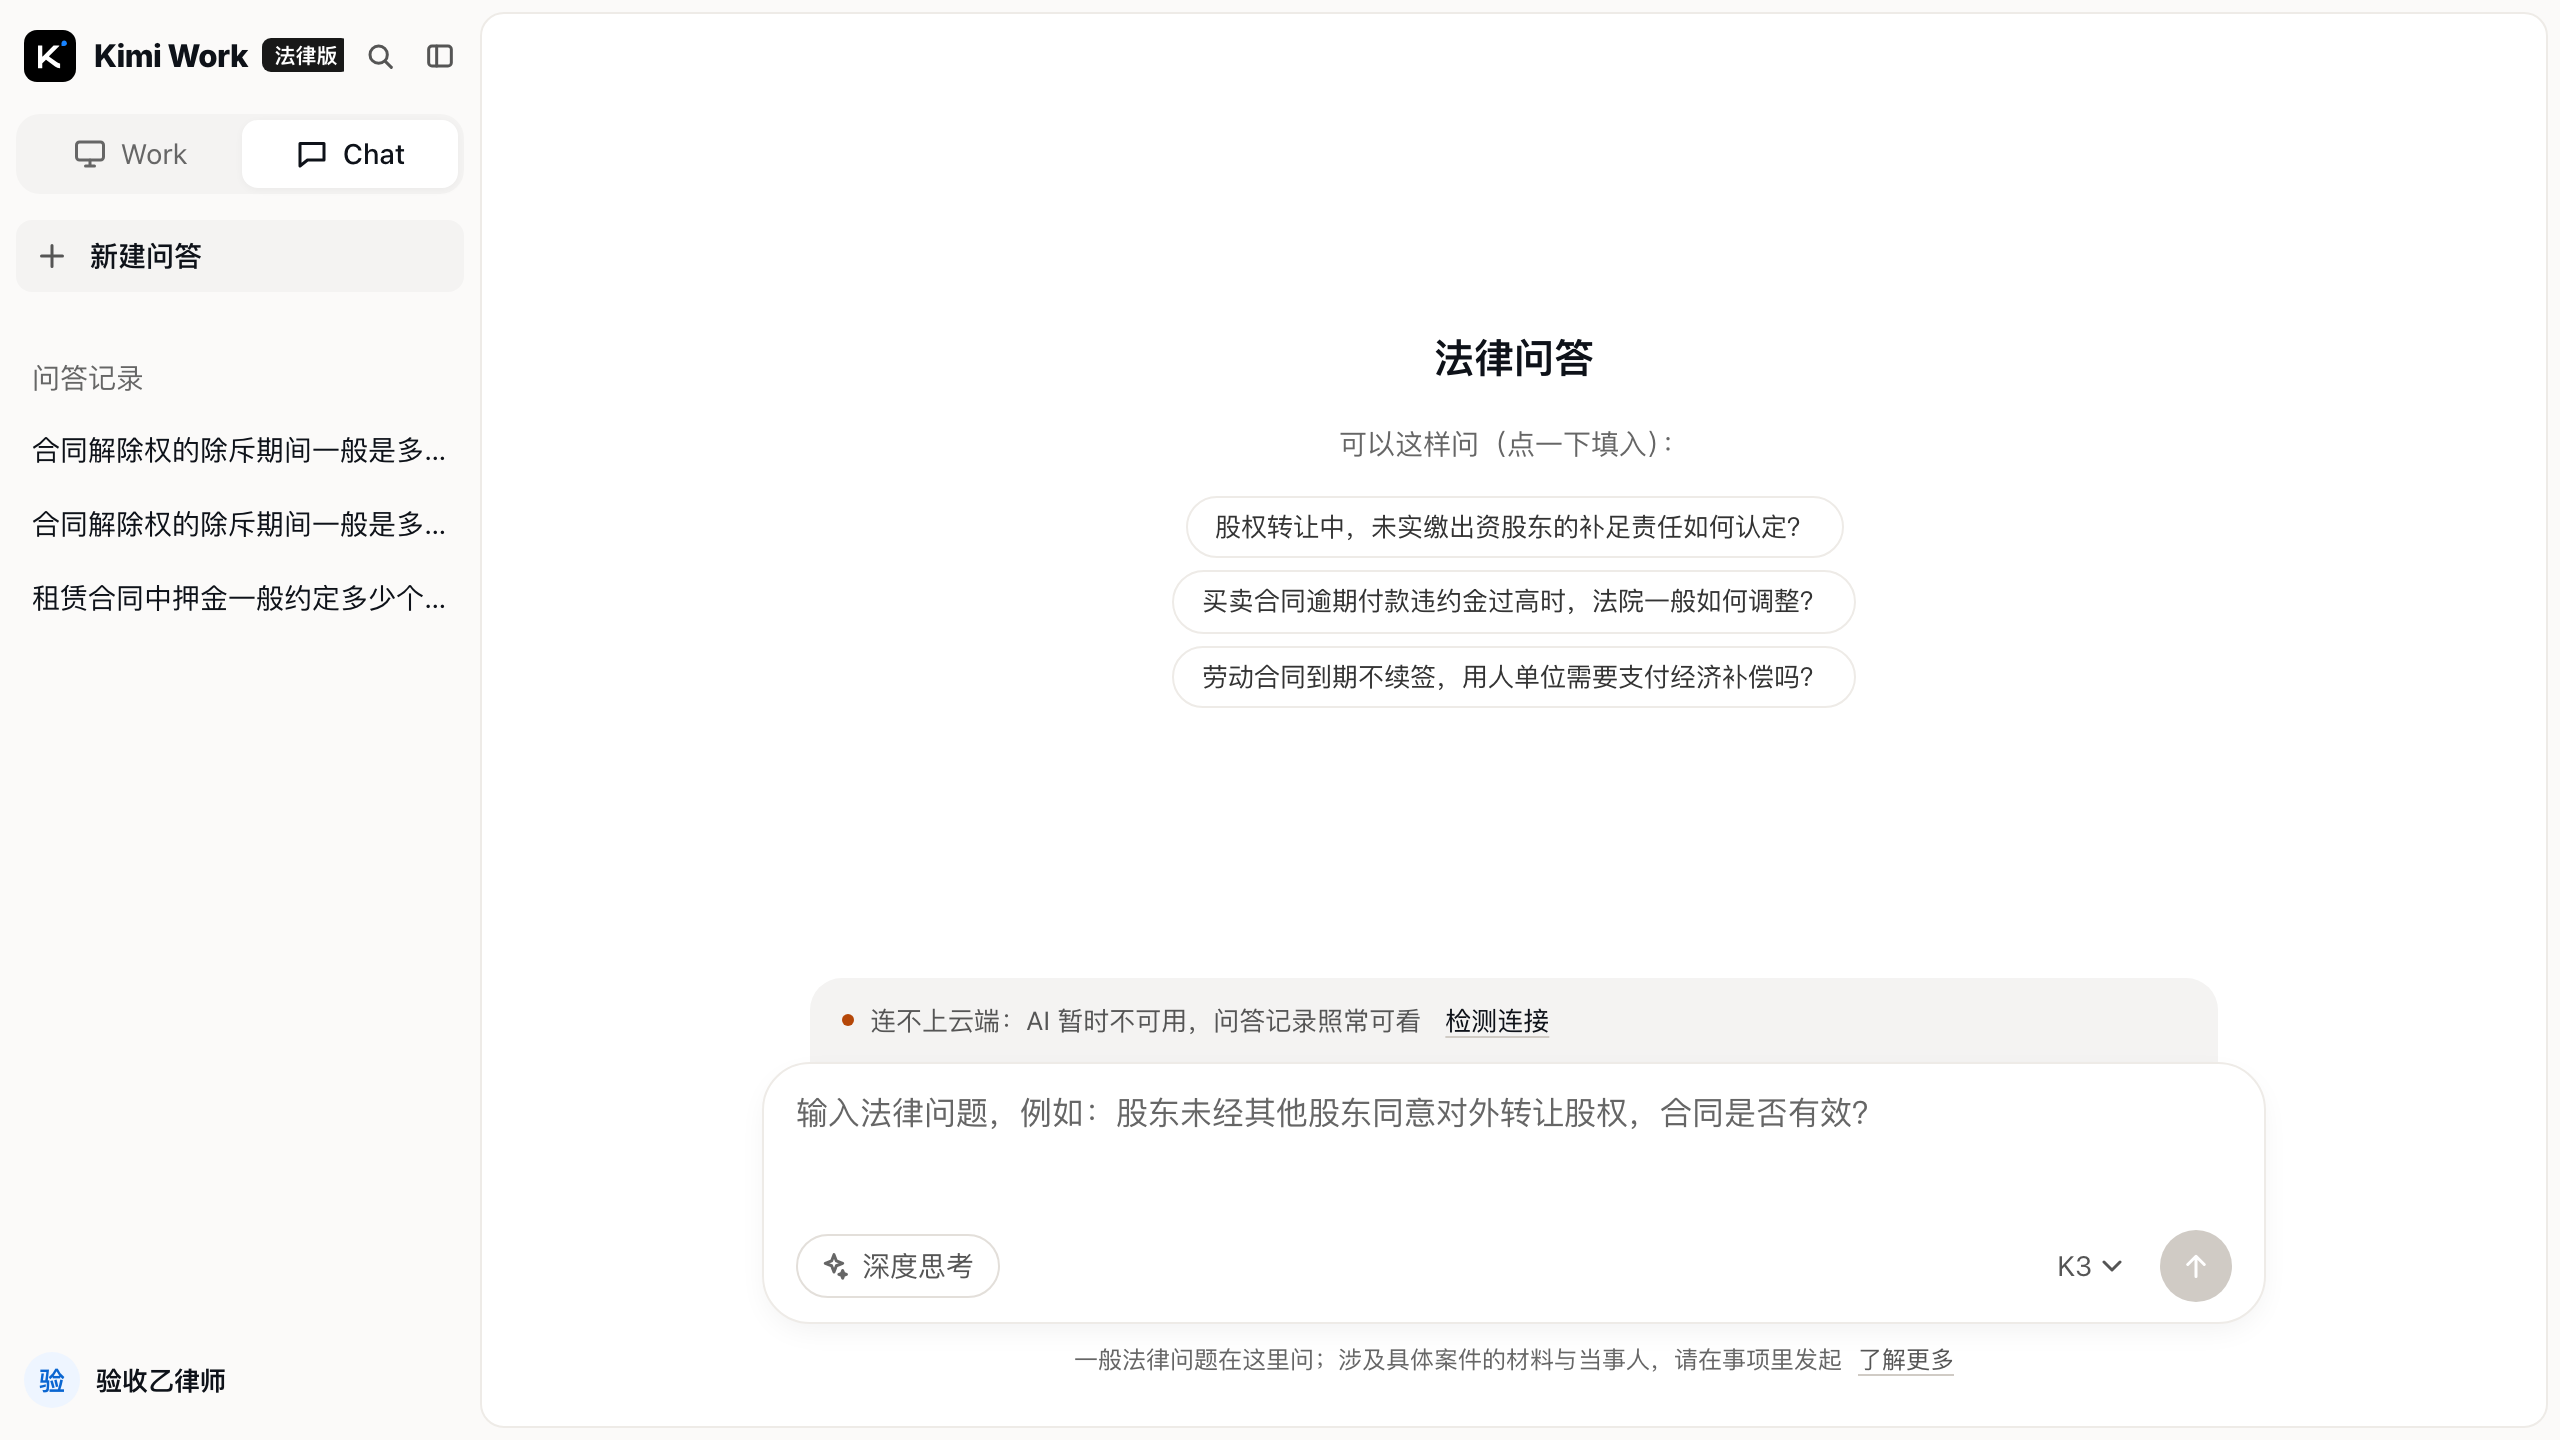 Kimi Work 法律版
Work
Chat
新建问答
问答记录
合同解除权的除斥期间一般是多...
合同解除权的除斥期间一般是多...
租赁合同中押金一般约定多少个...
验 验收乙律师
法律问答
可以这样问（点一下填入）：
股权转让中，未实缴出资股东的补足责任如何认定？
买卖合同逾期付款违约金过高时，法院一般如何调整？
劳动合同到期不续签，用人单位需要支付经济补偿吗？
连不上云端：AI 暂时不可用，问答记录照常可看 检测连接
输入法律问题，例如：股东未经其他股东同意对外转让股权，合同是否有效？
深度思考
K3
一般法律问题在这里问；涉及具体案件的材料与当事人，请在事项里发起 了解更多